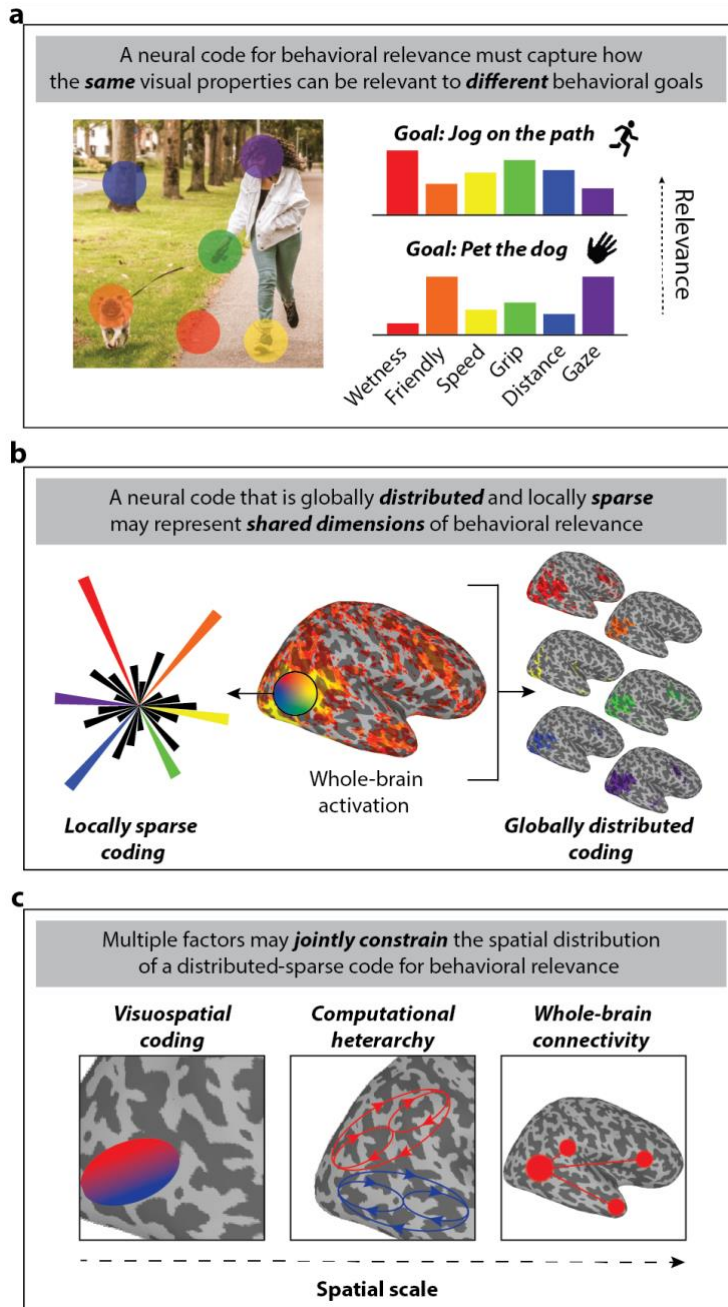 a
A neural code for behavioral relevance must capture how
the same visual properties can be relevant to different behavioral goals
Goal: Jog on the path
Goal: Pet the dog
Relevance
Wetness
Friendly
Speed
Grip
Distance
Gaze
b
A neural code that is globally distributed and locally sparse
may represent shared dimensions of behavioral relevance
Whole-brain
activation
Locally sparse
coding
Globally distributed
coding
c
Multiple factors may jointly constrain the spatial distribution
of a distributed-sparse code for behavioral relevance
Visuospatial
coding
Computational
heterarchy
Whole-brain
connectivity
Spatial scale